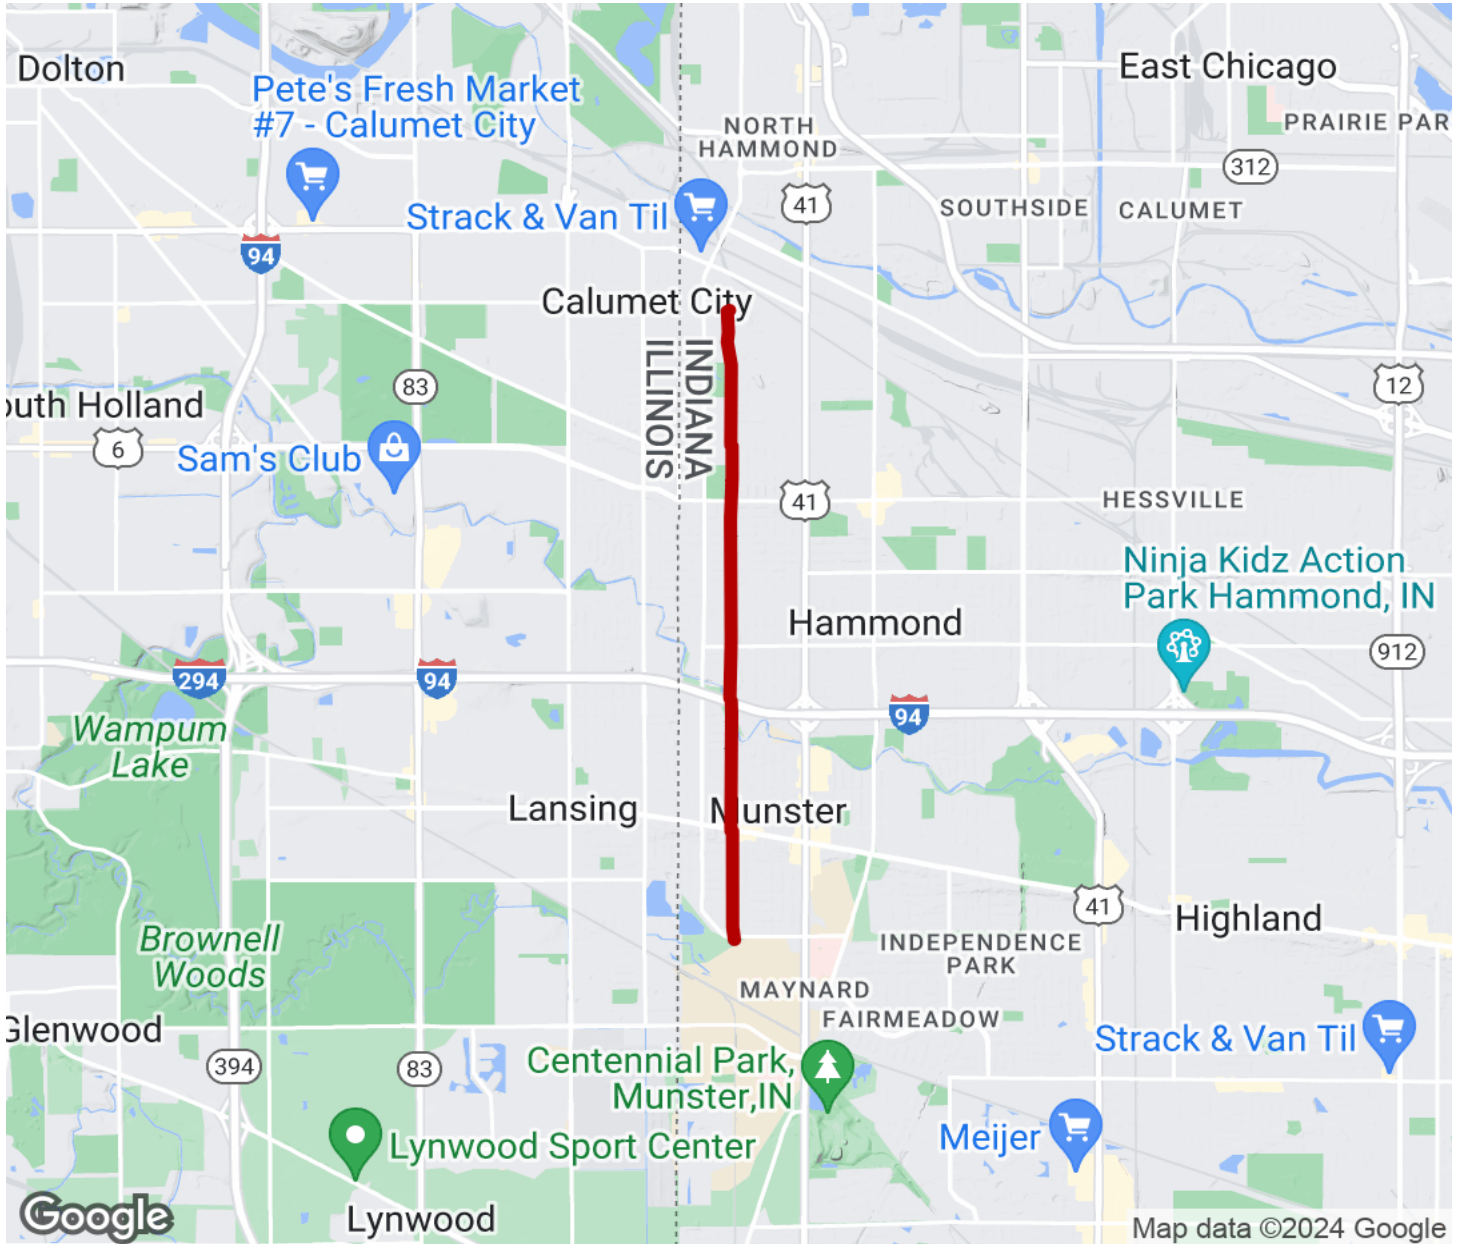 Dolton
East Chicago
Pete's Fresh Market
#7 - Calumet City
NORTH
HAMMOND
PRAIRIE PAR
312
41
Strack & Van Til
SOUTHSIDE
CALUMET
94
Calumet City
INDIANA
ILLINOIS
83
12
outh Holland
6
Sam's Club
41
HESSVILLE
Ninja Kidz Action
Park Hammond, IN
Hammond
912
294
94
94
Wampum
Lake
Lansing
Munster
41
Highland
Brownell
Woods
INDEPENDENCE
PARK
MAYNARD
FAIRMEADOW
Glenwood
Strack & Van Til
394
83
Centennial Park,
Munster,IN
Meijer
Lynwood Sport Center
Lynwood
Google
Map data ©2024 Google